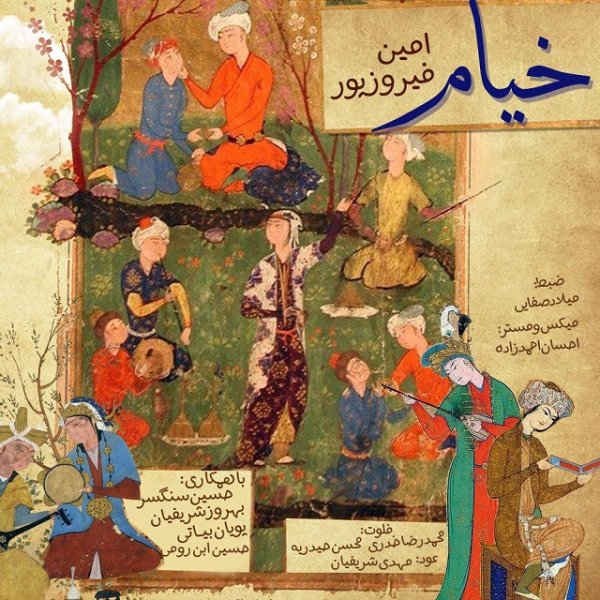 خیام
امین
فیروزپور
ضبط:
میلاد صفایی
میکس و مستر:
احسان احمدزاده
با همکاری:
حسین سنگسر
بهروز شریفیان
پویان بیاتی
حسین ابن رومی
فلوت:
محمدرضا خدری محسن حیدریه
عود: مهدی شریفیان